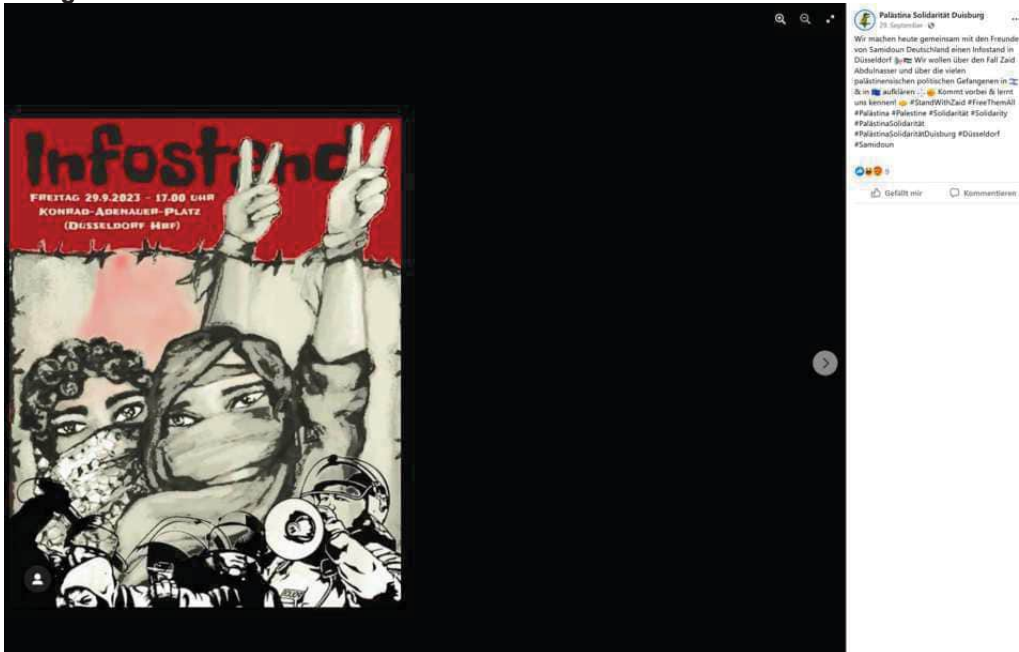 Infostand
FREITAG 29.9.2023 - 17.00 UHR
KONRAD-ADENAUER-PLATZ
(DÜSSELDORF HBF)
Palästina Solidarität Duisburg
29. September
Wir machen heute gemeinsam mit den Freunde
von Samidoun Deutschland einen Infostand in
Düsseldorf Wir wollen über den Fall Zaid
Abdulnasser und über die vielen
palästinensischen politischen Gefangenen in 🇮🇱
& in 🇪🇺 aufklären Kommt vorbei & lernt
uns kennen! #StandWithZaid #FreeThemAll
#Palästina #Palestine #Solidarität #Solidarity
#PalästinaSolidarität
#PalästinaSolidaritätDuisburg #Düsseldorf
#Samidoun
Gefällt mir
Kommentieren